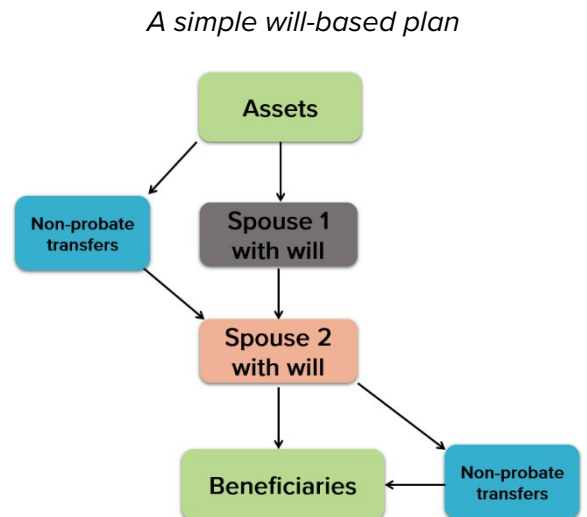 A simple will-based plan
Assets
Non-probate
transfers
Spouse 1
with will
Spouse 2
with will
Beneficiaries
Non-probate
transfers